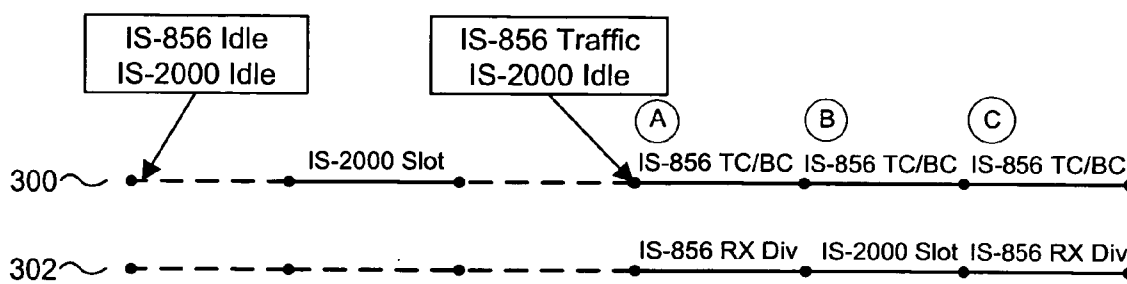 IS-856 Idle
IS-2000 Idle
IS-856 Traffic
IS-2000 Idle
A B C
300 IS-2000 Slot IS-856 TC/BC IS-856 TC/BC IS-856 TC/BC
302 IS-856 RX Div IS-2000 Slot IS-856 RX Div